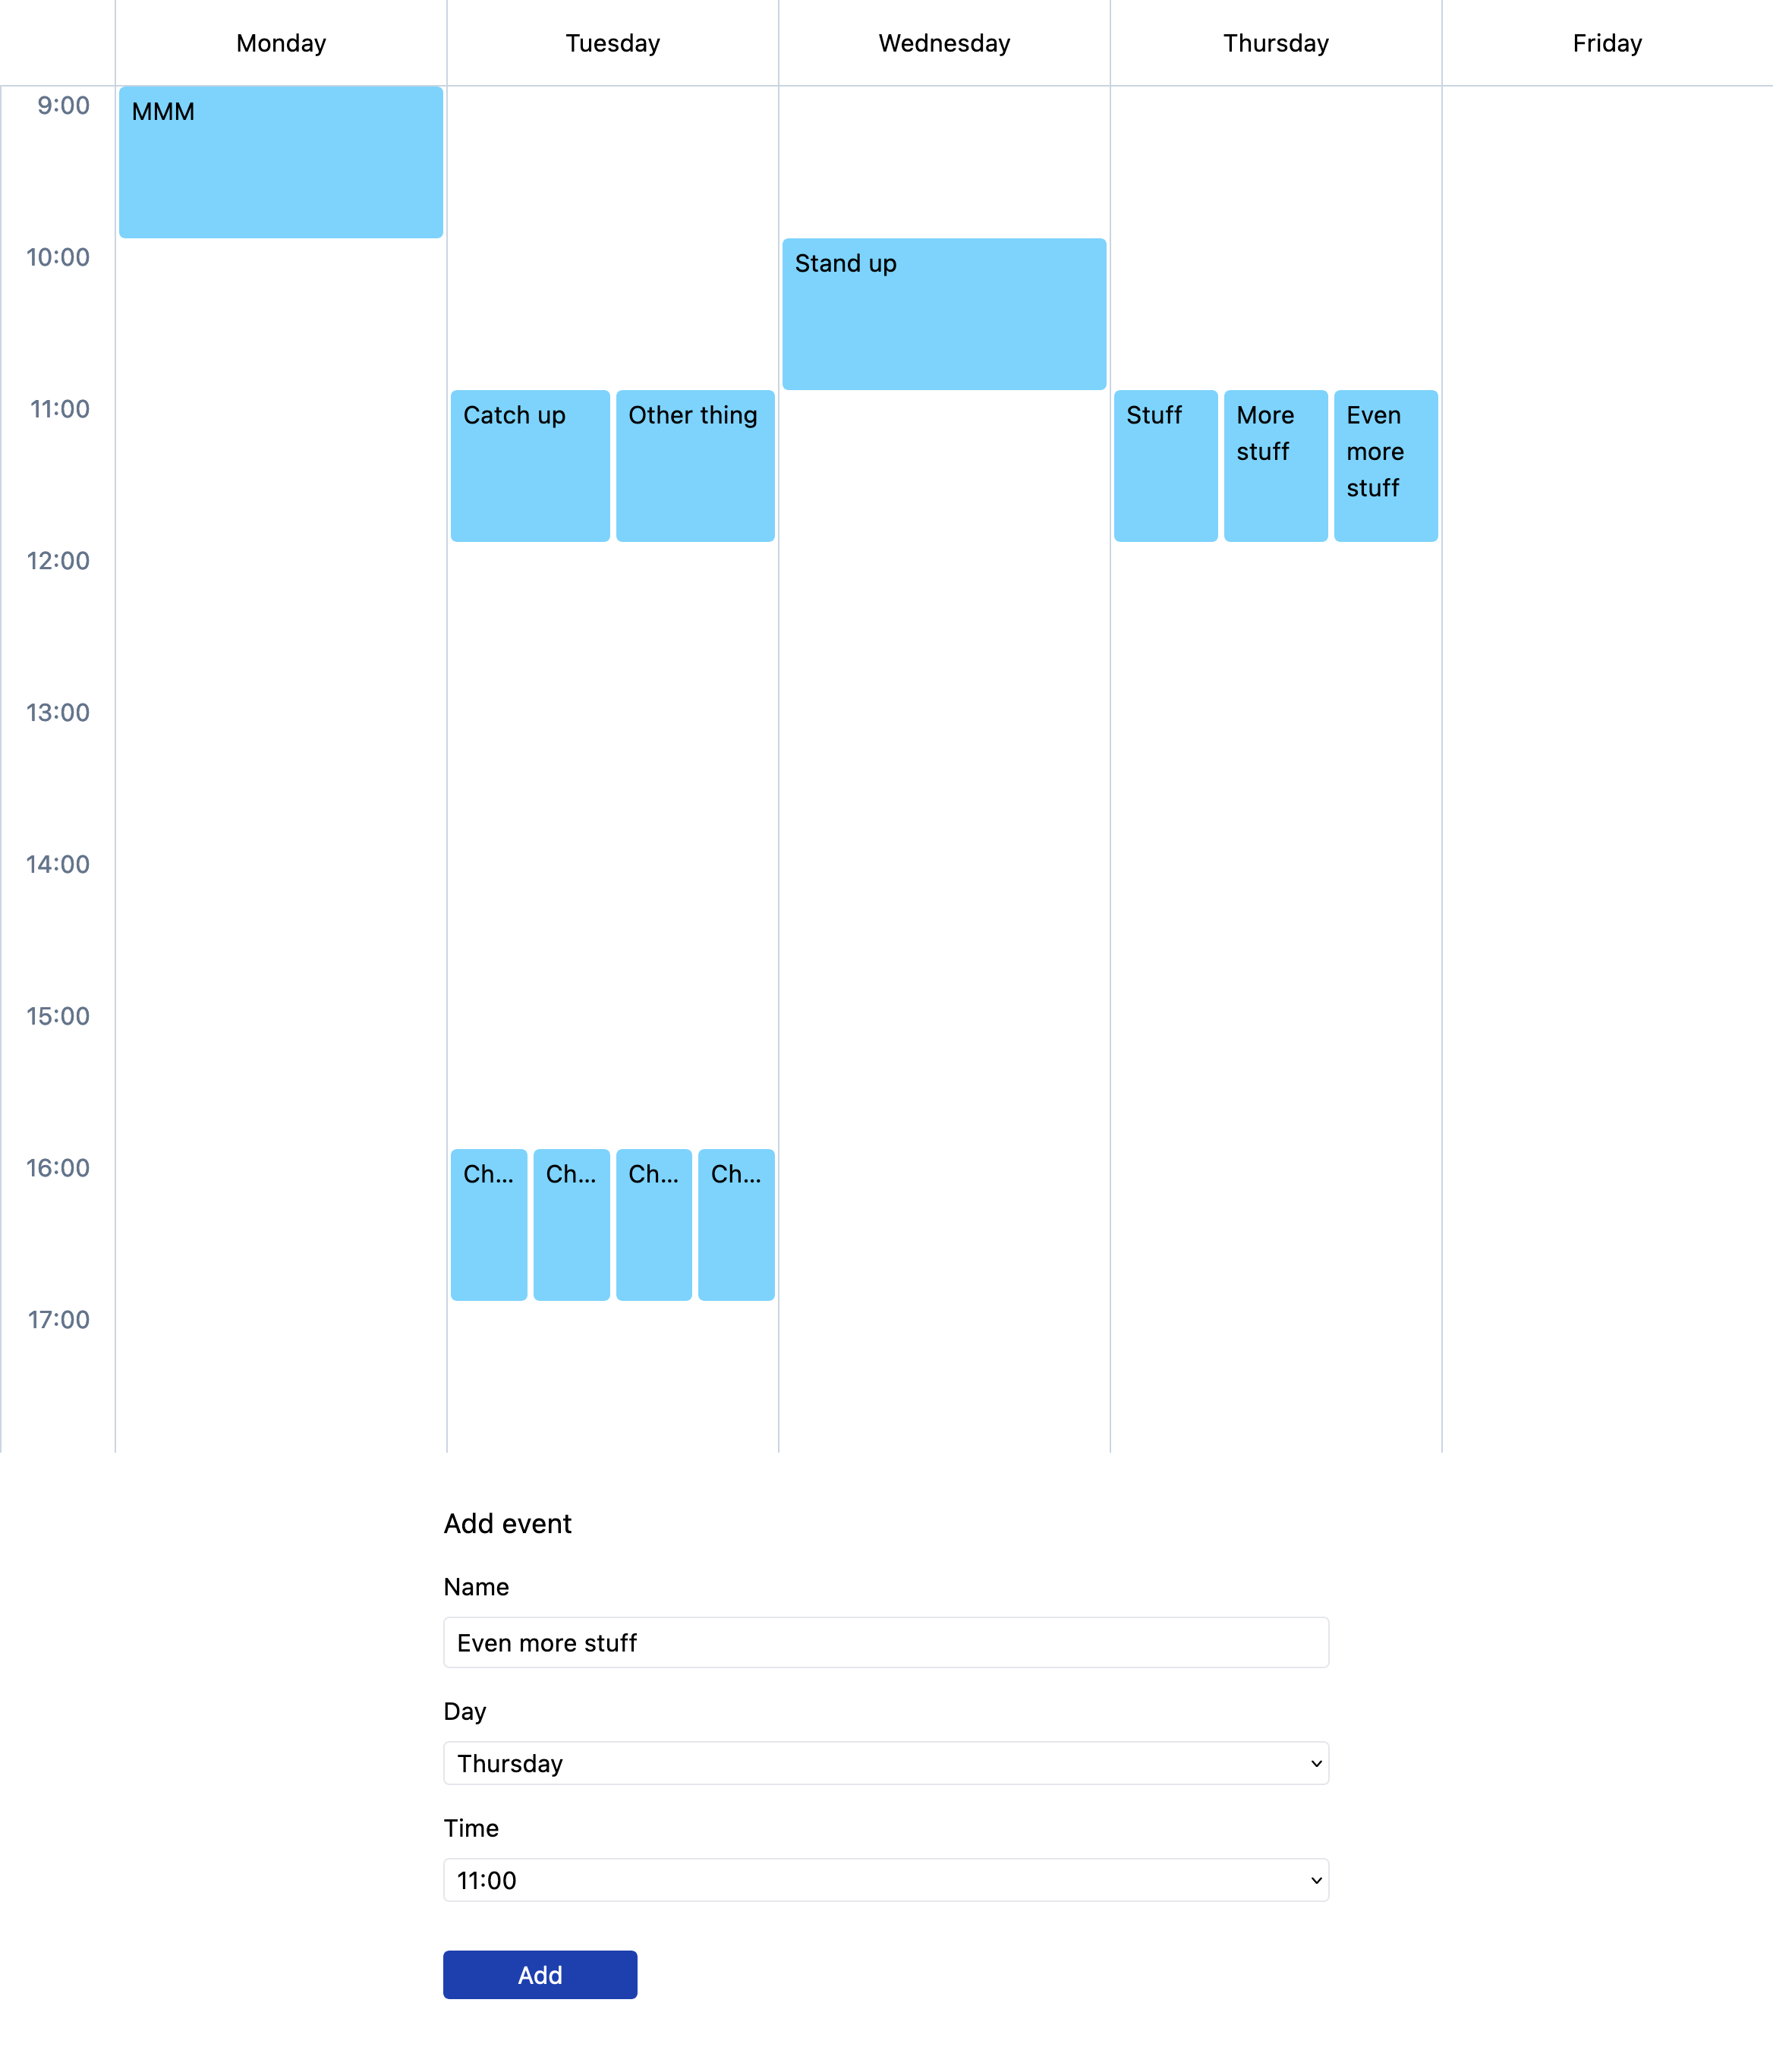 Monday
Tuesday
Wednesday
Thursday
Friday
9:00
MMM
10:00
Stand up
11:00
Catch up
Other thing
Stuff
More
stuff
Even
more
stuff
12:00
13:00
14:00
15:00
16:00
Ch...
Ch...
Ch...
Ch...
17:00
Add event
Name
Even more stuff
Day
Thursday
Time
11:00
Add